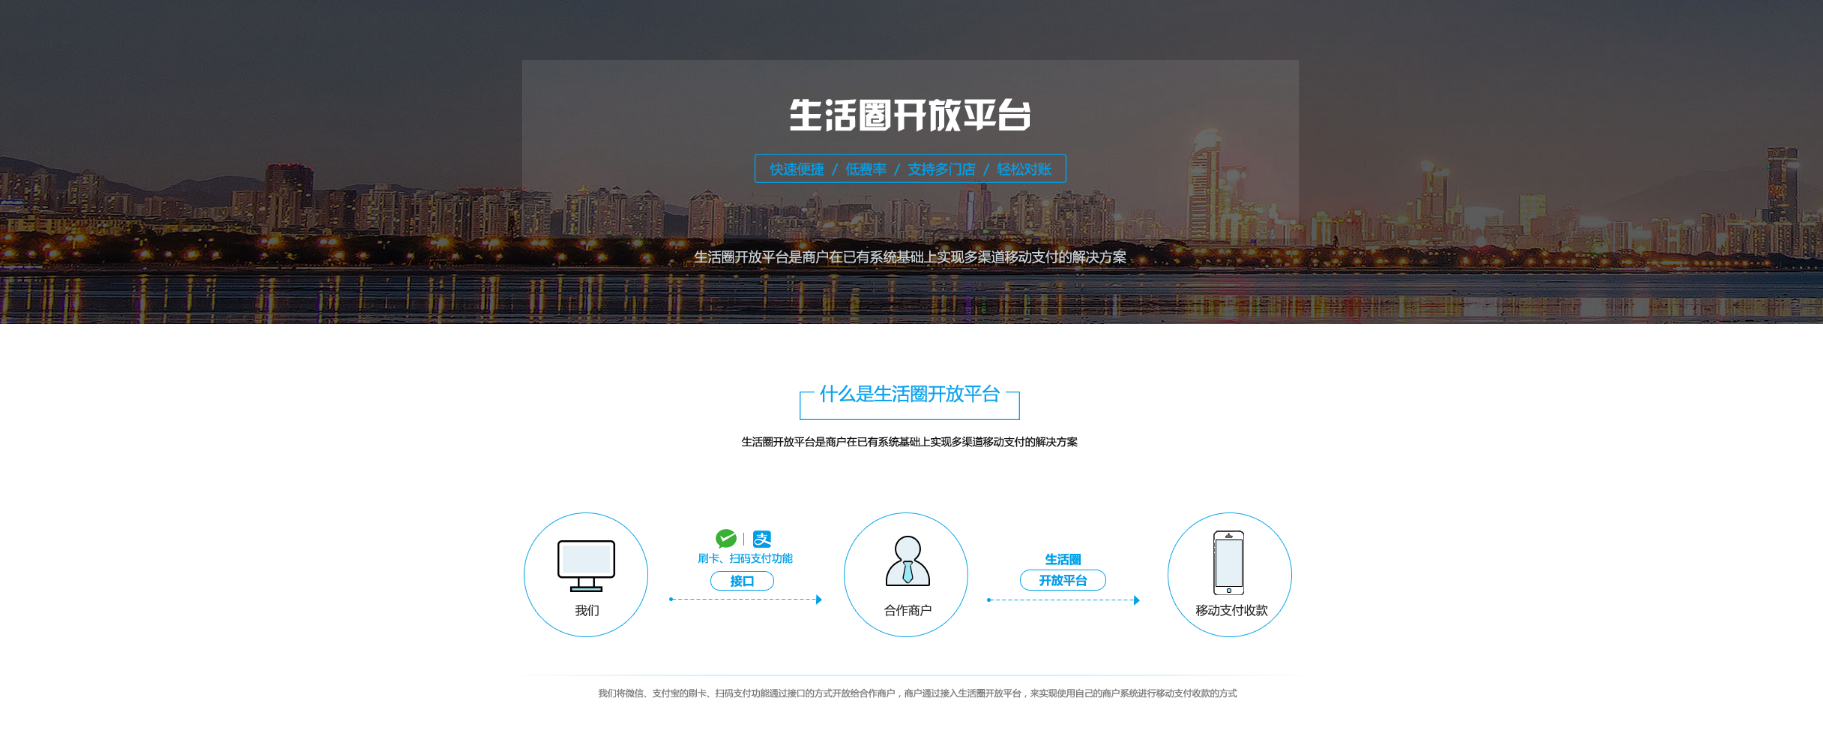 生活圈开放平台
快速便捷 / 低费率 / 支持多门店 / 轻松对账
生活圈开放平台是商户在已有系统基础上实现多渠道移动支付的解决方案
什么是生活圈开放平台
生活圈开放平台是商户在已有系统基础上实现多渠道移动支付的解决方案
支
刷卡、扫码支付功能
接口
我们
合作商户
生活圈
开放平台
移动支付收款
我们将微信、支付宝的刷卡、扫码支付功能通过接口的方式开放给合作商户，商户通过接入生活圈开放平台，来实现使用自己的商户系统进行移动支付收款的方式